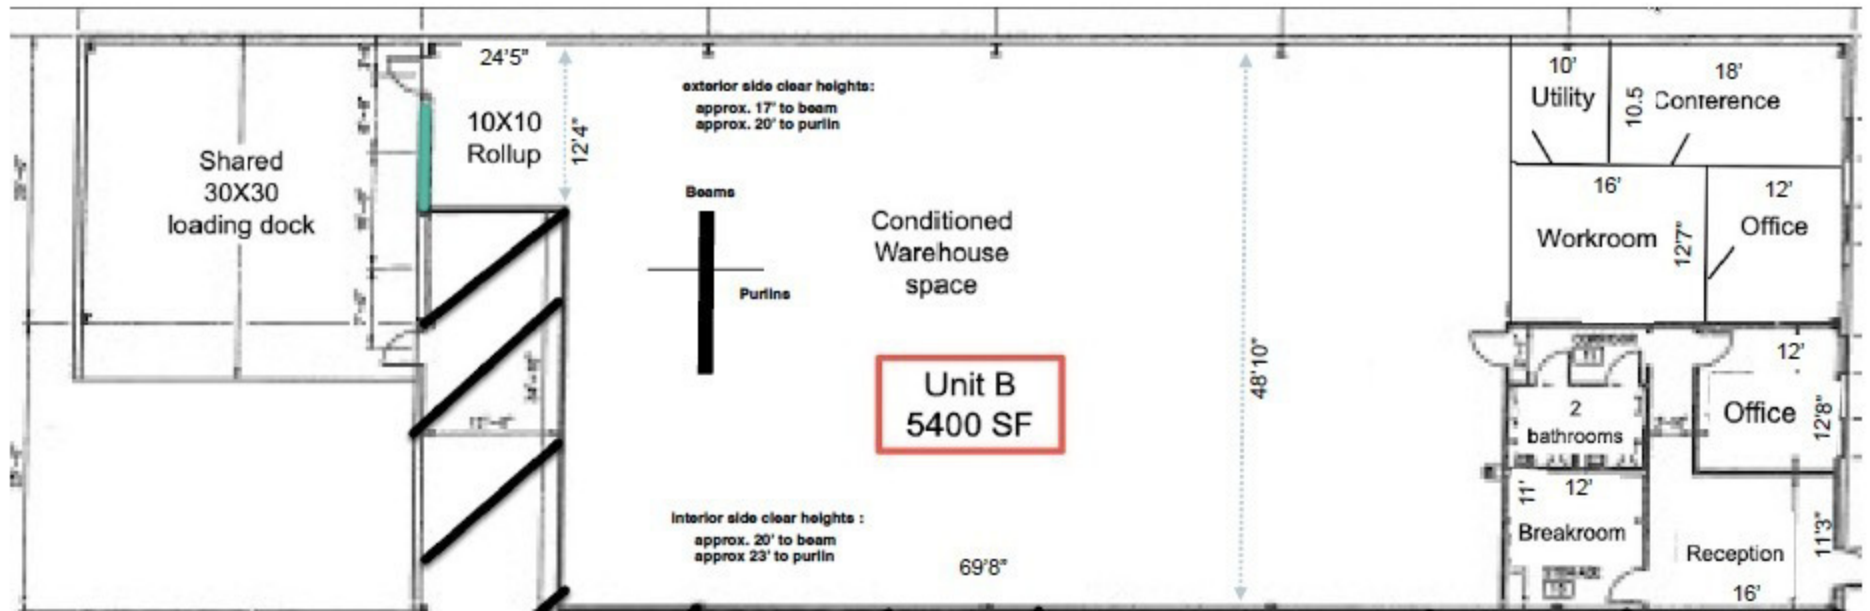 24'5"
10X10
Rollup
12'4"
Shared
30X30
loading dock
exterior side clear heights:
approx. 17' to beam
approx. 20' to purlin
Beams
Purlins
Conditioned
Warehouse
space
Unit B
5400 SF
48'10"
interior side clear heights :
approx. 20' to beam
approx 23' to purlin
69'8"
10'
Utility
10.5
18'
Conference
16'
Workroom
12'7"
12'
Office
12'
Office
12'8"
2
bathrooms
11'
12'
Breakroom
Reception
11'3"
16'